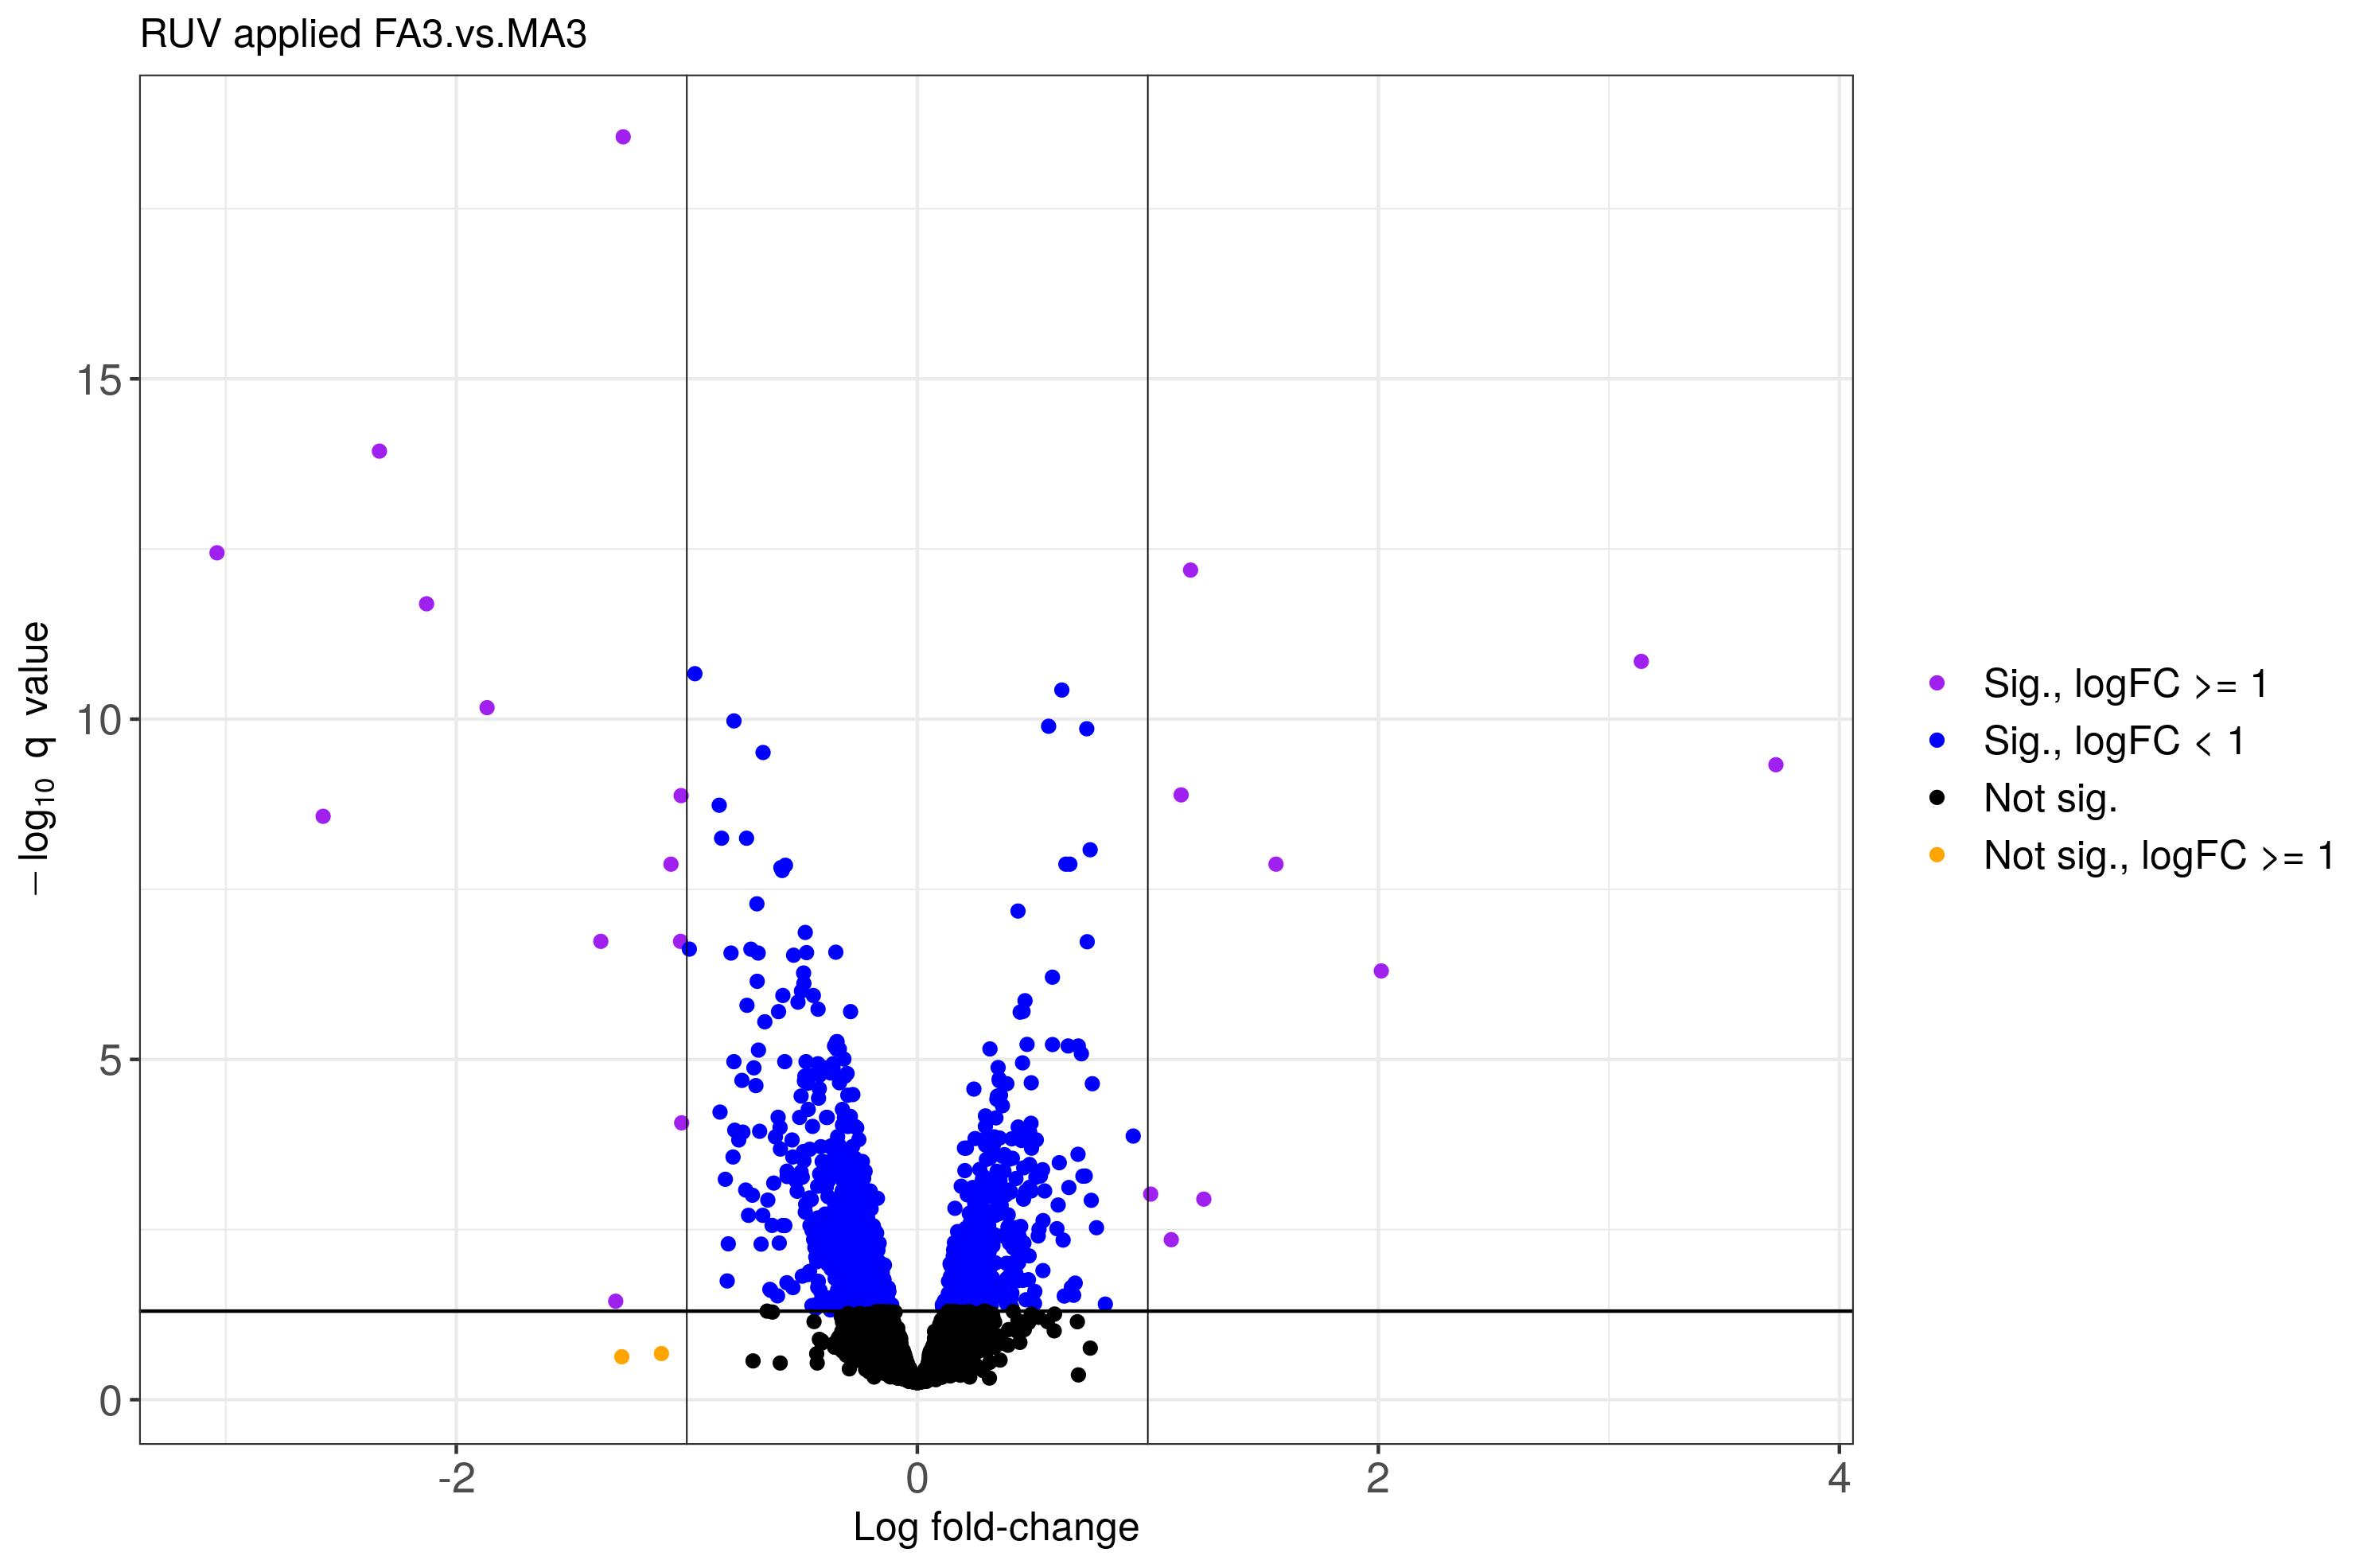 RUV applied FA3.vs.MA3
15
10
5
0
− log10 q value
-2 0 2 4
Log fold-change
Sig., logFC >= 1
Sig., logFC < 1
Not sig.
Not sig., logFC >= 1